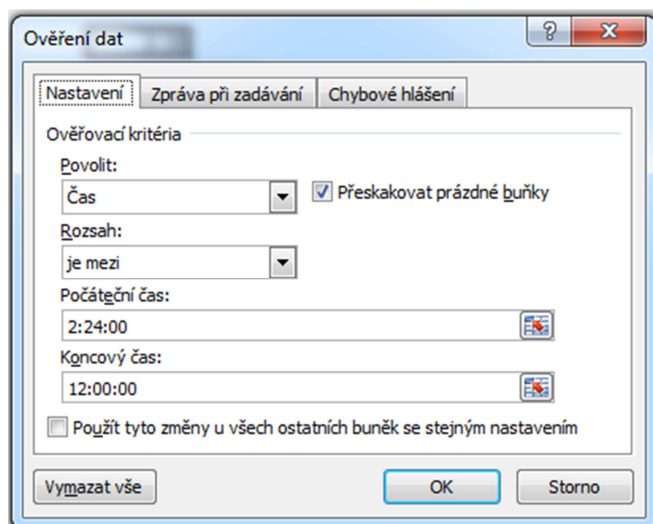 Ověření dat
Nastavení Zpráva při zadávání Chybové hlášení
Ověřovací kritéria
Povolit:
Čas Přeskakovat prázdné buňky
Rozsah:
je mezi
Počáteční čas:
2:24:00
Koncový čas:
12:00:00
Použít tyto změny u všech ostatních buněk se stejným nastavením
Vymazat vše OK Storno